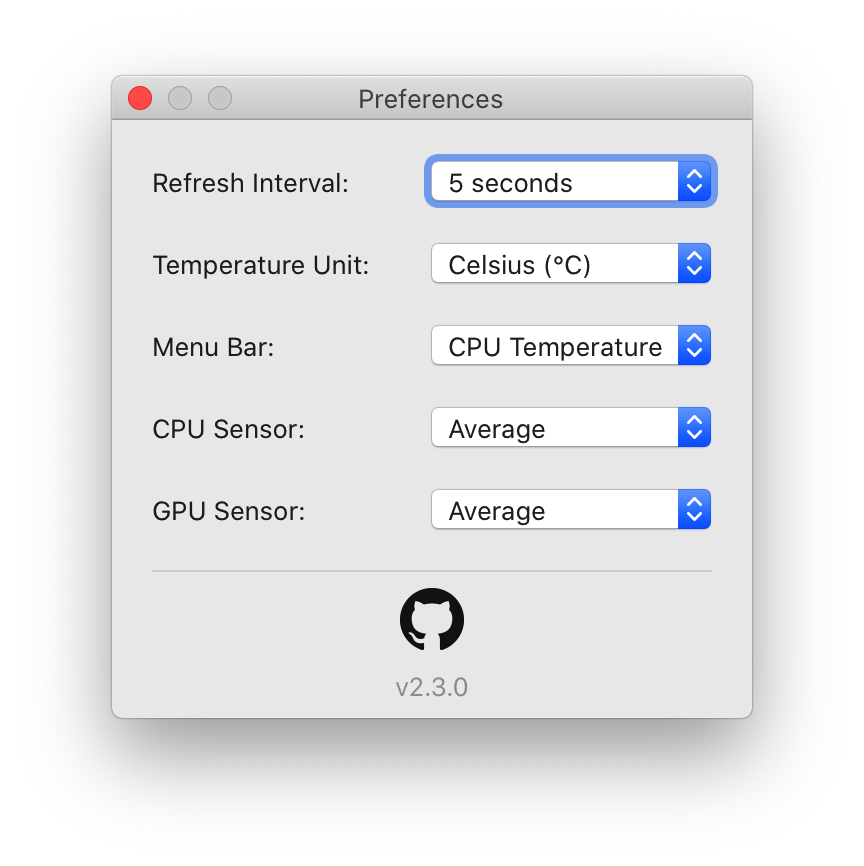 Preferences
Refresh Interval: 5 seconds
Temperature Unit: Celsius (°C)
Menu Bar: CPU Temperature
CPU Sensor: Average
GPU Sensor: Average
v2.3.0